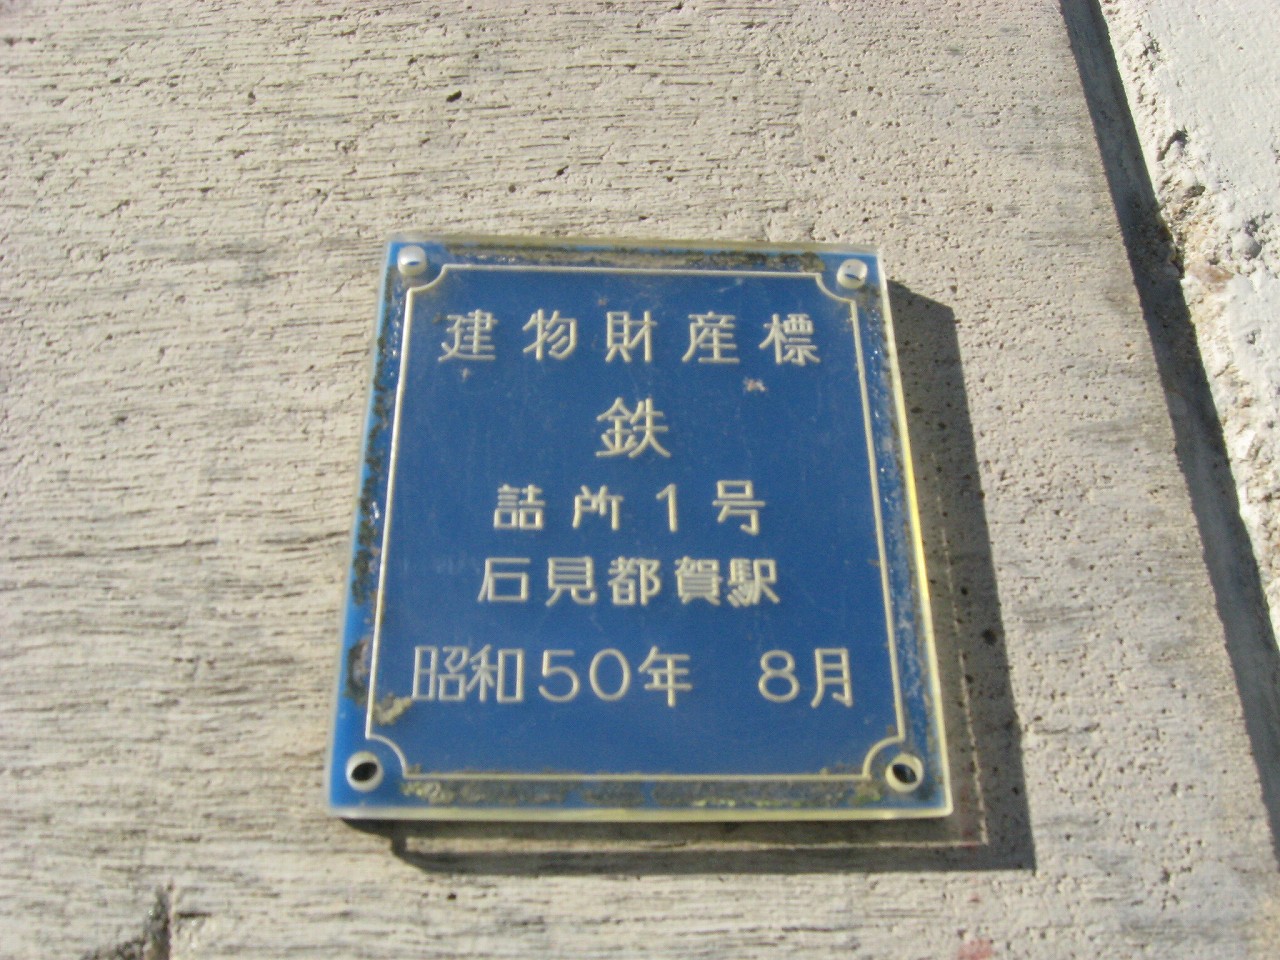 建物財産標
鉄
詰所1号
石見都賀駅
昭和50年 8月